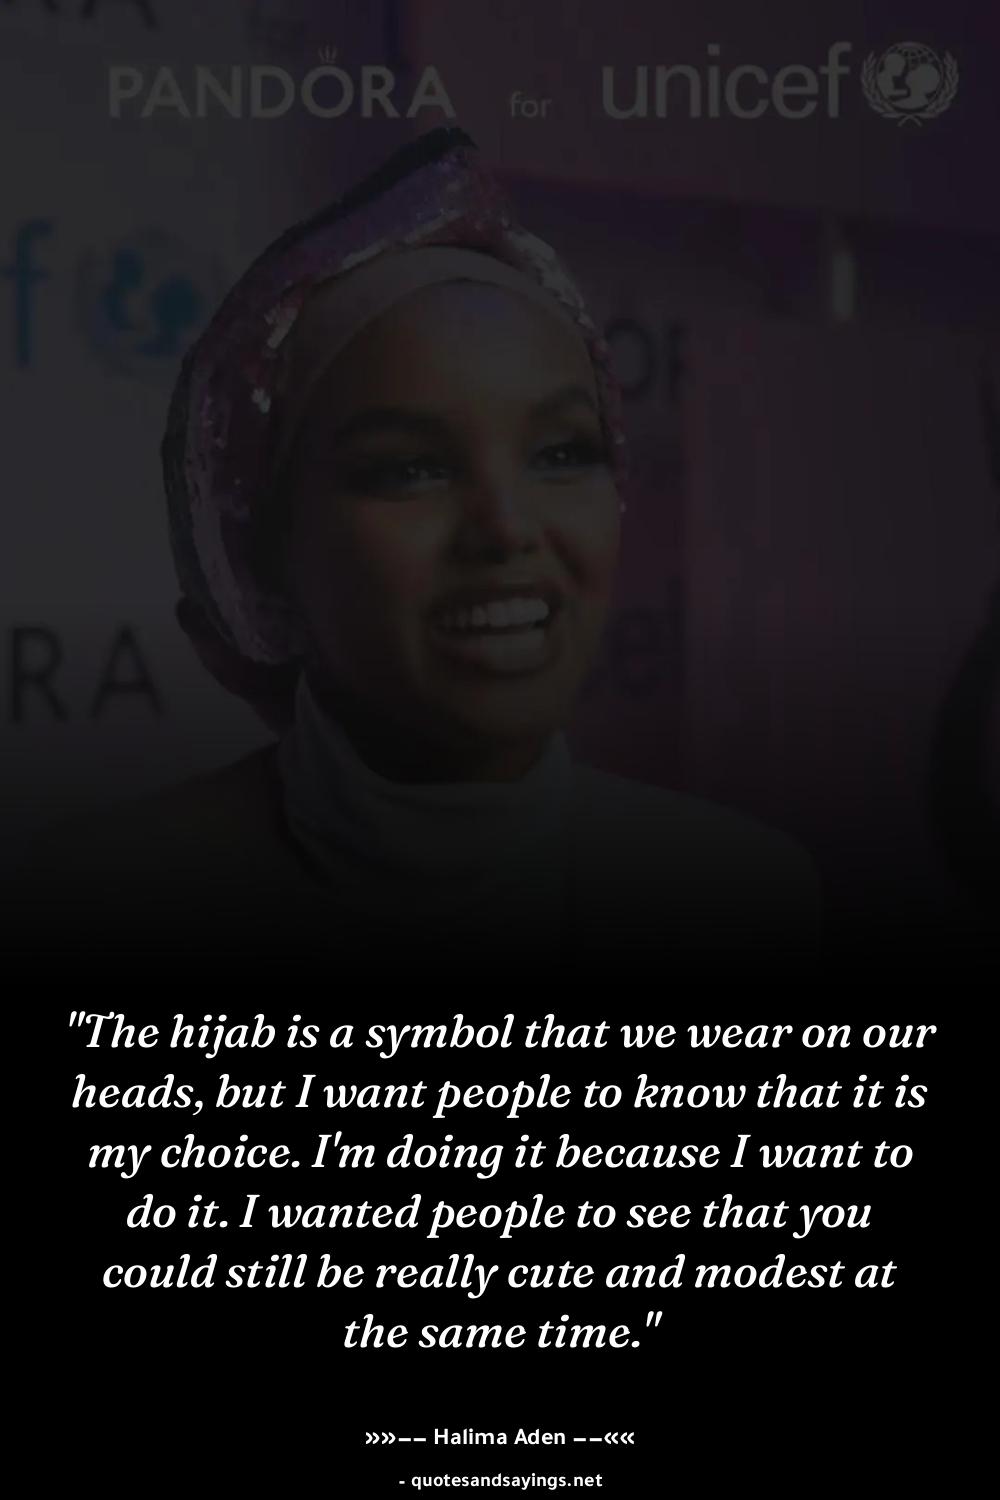 RA
PANDORA for unicef
f
OR
RA
"The hijab is a symbol that we wear on our
heads, but I want people to know that it is
my choice. I'm doing it because I want to
do it. I wanted people to see that you
could still be really cute and modest at
the same time."
»»–– Halima Aden ––««
- quotesandsayings.net